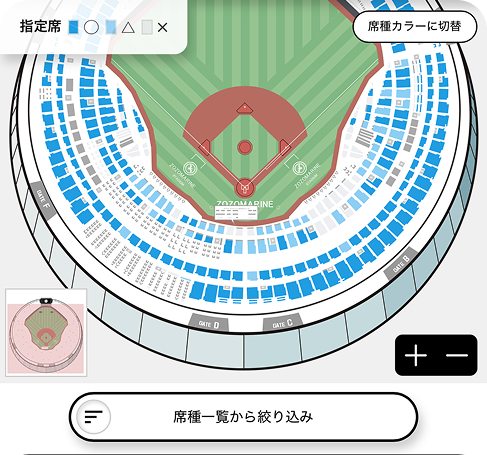 指定席 ○ △ ×
席種カラーに切替
ZOZOMARINE
ZOZOMARINE
ZOZOMARINE
GATE A
GATE B
GATE D
GATE C
席種一覧から絞り込み